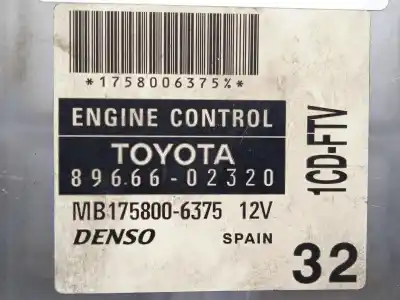 *1758006375%*
ENGINE CONTROL
TOYOTA
89666-02320
MB175800-6375 12V
DENSO SPAIN
32
1CD-FTV